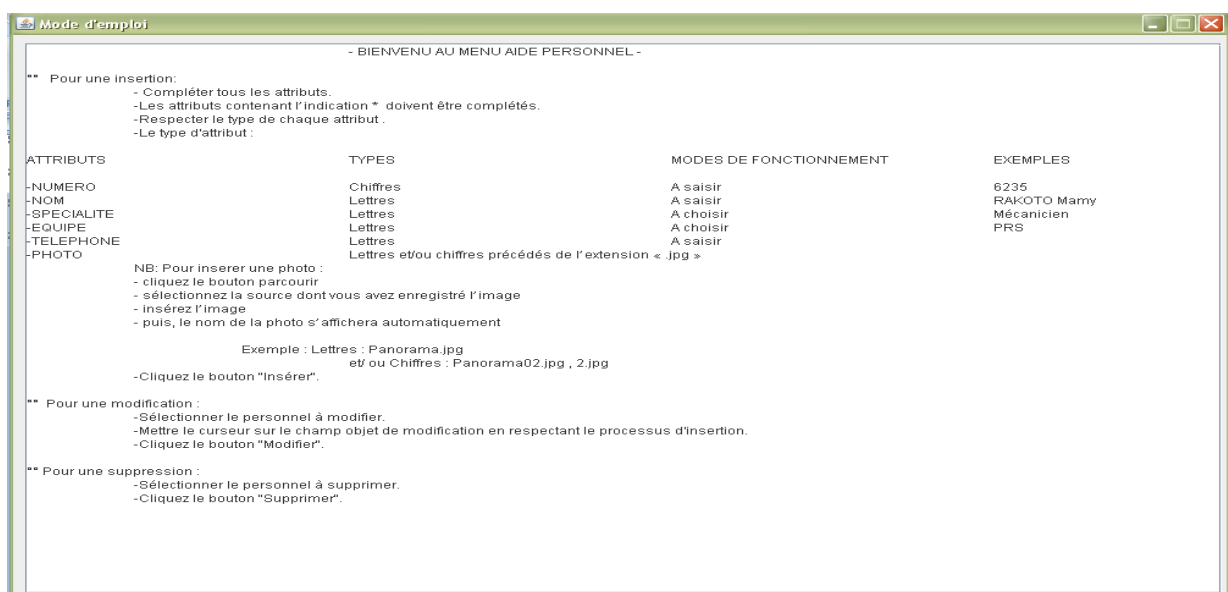 Mode d'emploi
- BIENVENU AU MENU AIDE PERSONNEL -
"" Pour une insertion:
- Compléter tous les attributs.
-Les attributs contenant l'indication * doivent être complétés.
-Respecter le type de chaque attribut .
-Le type d'attribut :
ATTRIBUTS TYPES MODES DE FONCTIONNEMENT EXEMPLES
-NUMERO Chiffres A saisir 6235
-NOM Lettres A saisir RAKOTO Mamy
-SPECIALITE Lettres A choisir Mécanicien
-EQUIPE Lettres A choisir PRS
-TELEPHONE Lettres A saisir
-PHOTO Lettres et/ou chiffres précédés de l'extension « .jpg »
NB: Pour inserer une photo :
- cliquez le bouton parcourir
- sélectionnez la source dont vous avez enregistré l'image
- insérez l'image
- puis, le nom de la photo s'affichera automatiquement
Exemple : Lettres : Panorama.jpg
et/ ou Chiffres : Panorama02.jpg , 2.jpg
-Cliquez le bouton "Insérer".
"" Pour une modification :
-Sélectionner le personnel à modifier.
-Mettre le curseur sur le champ objet de modification en respectant le processus d'insertion.
-Cliquez le bouton "Modifier".
"" Pour une suppression :
-Sélectionner le personnel à supprimer.
-Cliquez le bouton "Supprimer".